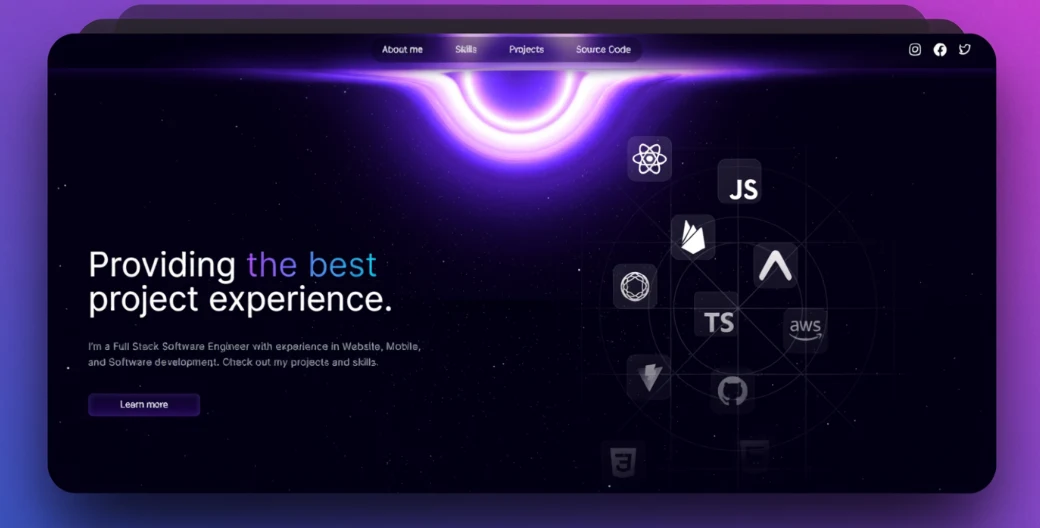 About me Skills Projects Source Code
JS
TS
aws
Providing the best
project experience.
I'm a Full Stack Software Engineer with experience in Website, Mobile,
and Software development. Check out my projects and skills.
Learn more
3